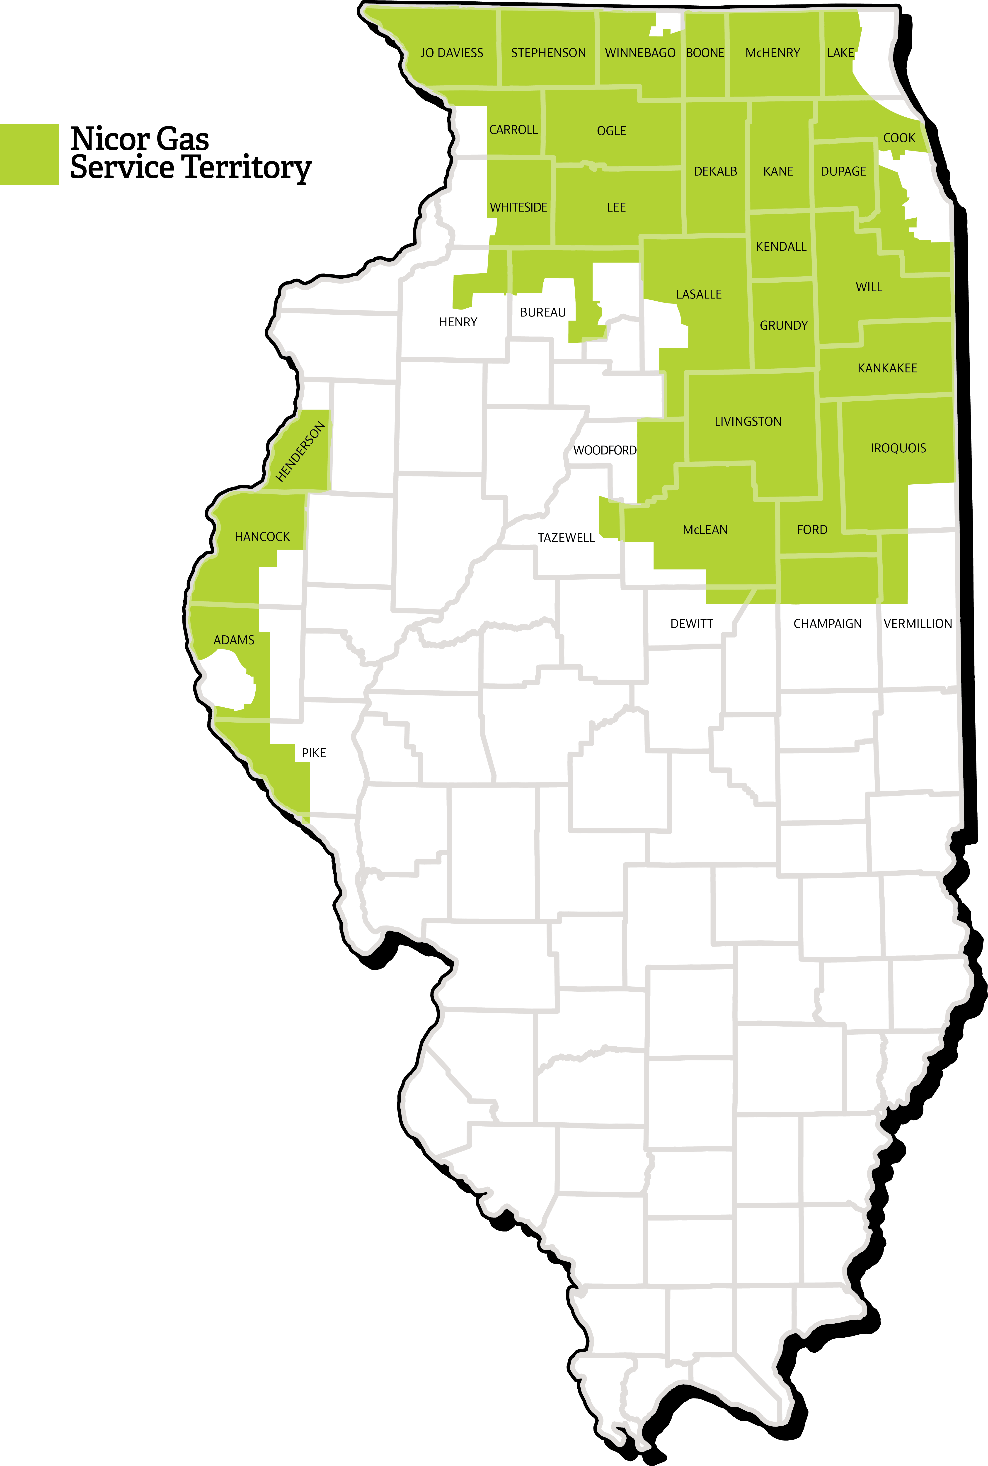 JO DAVIESS
STEPHENSON
WINNEBAGO
BOONE
McHENRY
LAKE
Nicor Gas
Service Territory
CARROLL
OGLE
COOK
DEKALB
KANE
DUPAGE
WHITESIDE
LEE
KENDALL
WILL
LASALLE
HENRY
BUREAU
GRUNDY
KANKAKEE
LIVINGSTON
HENDERSON
WOODFORD
IROQUOIS
HANCOCK
TAZEWELL
McLEAN
FORD
ADAMS
DEWITT
CHAMPAIGN
VERMILLION
PIKE